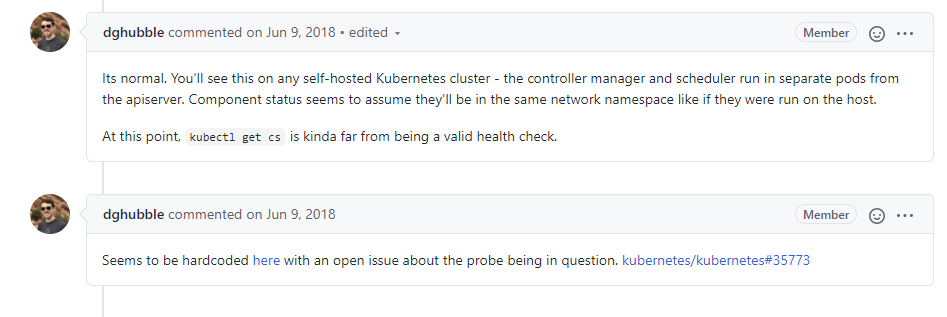 dghubble commented on Jun 9, 2018 • edited
Member
Its normal. You'll see this on any self-hosted Kubernetes cluster - the controller manager and scheduler run in separate pods from
the apiserver. Component status seems to assume they'll be in the same network namespace like if they were run on the host.
At this point, kubectl get cs is kinda far from being a valid health check.
dghubble commented on Jun 9, 2018
Member
Seems to be hardcoded here with an open issue about the probe being in question. kubernetes/kubernetes#35773